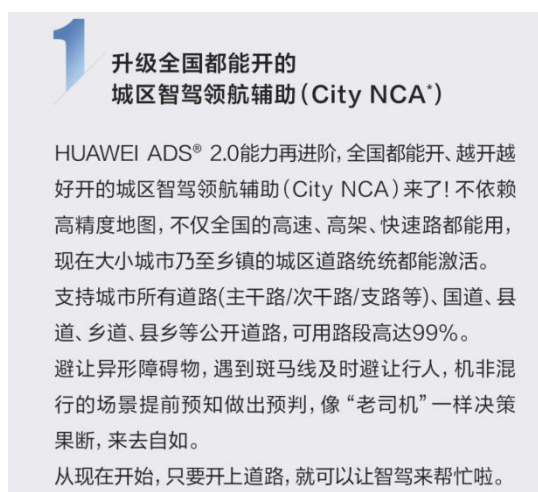 1
升级全国都能开的
城区智驾领航辅助(City NCA*)
HUAWEI ADS® 2.0能力再进阶,全国都能开、越开越
好开的城区智驾领航辅助(City NCA)来了!不依赖
高精度地图,不仅全国的高速、高架、快速路都能用,
现在大小城市乃至乡镇的城区道路统统都能激活。
支持城市所有道路(主干路/次干路/支路等)、国道、县
道、乡道、县乡等公开道路,可用路段高达99%。
避让异形障碍物,遇到斑马线及时避让行人,机非混
行的场景提前预知做出预判,像“老司机”一样决策
果断,来去自如。
从现在开始,只要开上道路,就可以让智驾来帮忙啦。